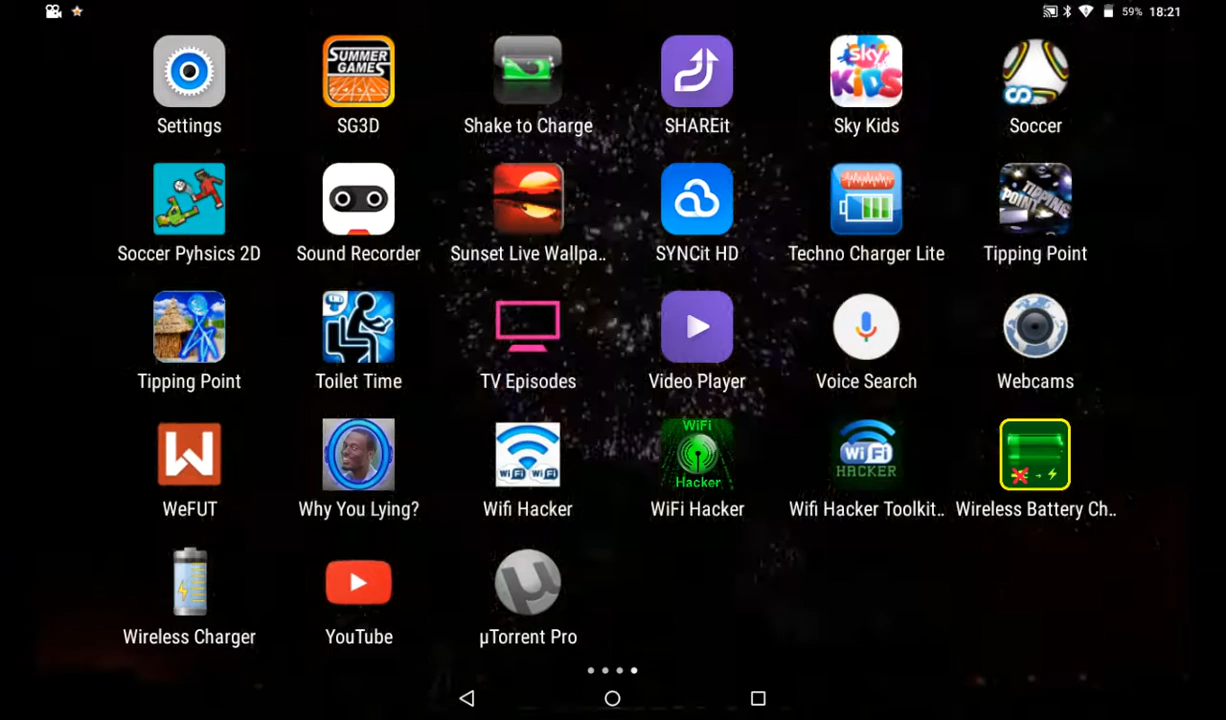 59% 18:21
SUMMER
GAMES
sky
KiDS
Settings SG3D Shake to Charge SHAREit Sky Kids Soccer
TIPPING
POINT
Soccer Pyhsics 2D Sound Recorder Sunset Live Wallpa.. SYNCit HD Techno Charger Lite Tipping Point
Tipping Point Toilet Time TV Episodes Video Player Voice Search Webcams
W
WiFi WiFi
WiFi
Hacker
WiFi
HACKER
WeFUT Why You Lying? Wifi Hacker WiFi Hacker Wifi Hacker Toolkit.. Wireless Battery Ch..
µ
Wireless Charger YouTube µTorrent Pro